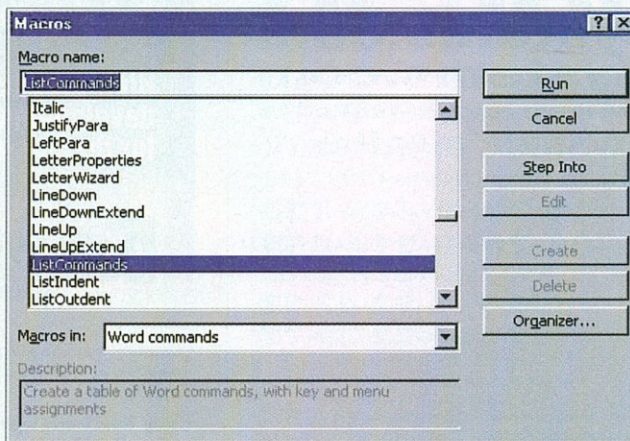 Macros
Macro name:
ListCommands
Italic
JustifyPara
LeftPara
LetterProperties
LetterWizard
LineDown
LineDownExtend
LineUp
LineUpExtend
ListCommands
ListIndent
ListOutdent
Macros in: Word commands
Description:
Create a table of Word commands, with key and menu
assignments
Run
Cancel
Step Into
Edit
Create
Delete
Organizer...